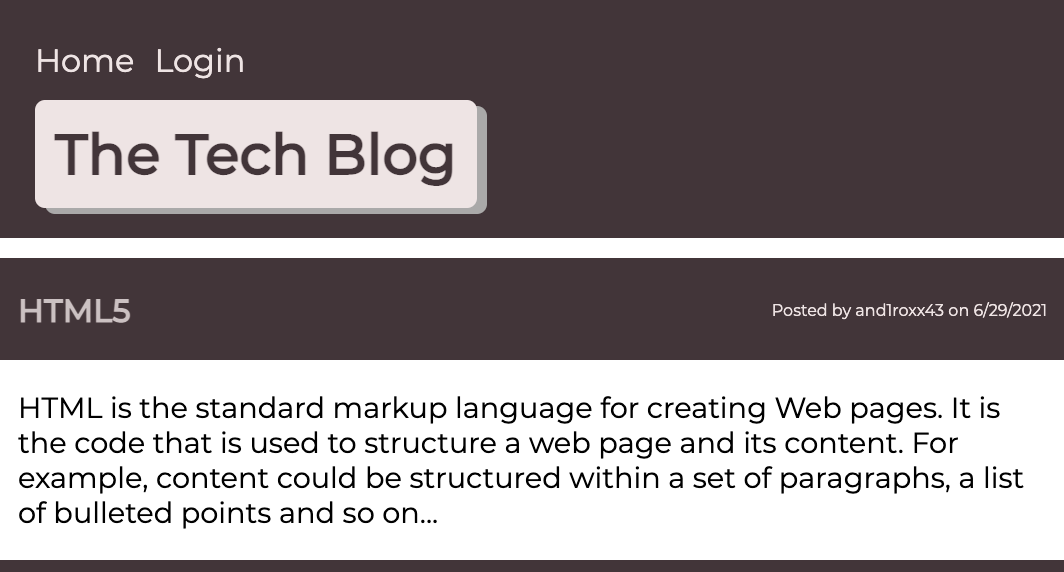 Home Login
The Tech Blog
HTML5
Posted by and1roxx43 on 6/29/2021
HTML is the standard markup language for creating Web pages. It is
the code that is used to structure a web page and its content. For
example, content could be structured within a set of paragraphs, a list
of bulleted points and so on...